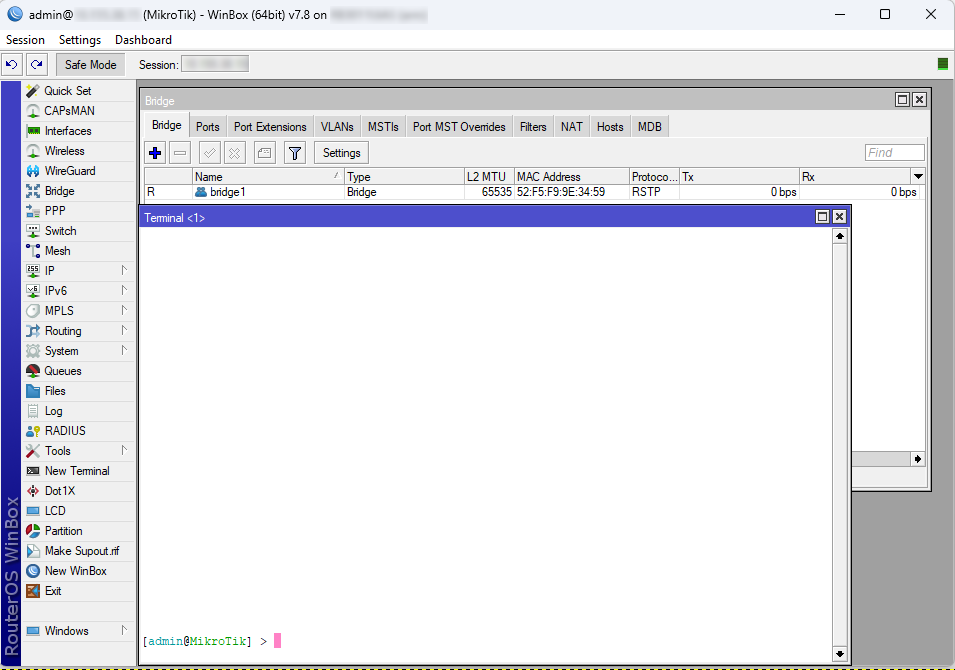 admin@ (MikroTik) - WinBox (64bit) v7.8 on
Session Settings Dashboard
Safe Mode Session:
Quick Set
CAPsMAN
Interfaces
Wireless
WireGuard
Bridge
PPP
Switch
Mesh
IP
IPv6
MPLS
Routing
System
Queues
Files
Log
RADIUS
Tools
New Terminal
Dot1X
LCD
Partition
Make Supout.rif
New WinBox
Exit
Windows
RouterOS WinBox
Bridge
Bridge Ports Port Extensions VLANs MSTIs Port MST Overrides Filters NAT Hosts MDB
Settings Find
Name / Type L2 MTU MAC Address Protoco... Tx Rx
R bridge1 Bridge 65535 52:F5:F9:9E:34:59 RSTP 0 bps 0 bps
Terminal <1>
[admin@MikroTik] >